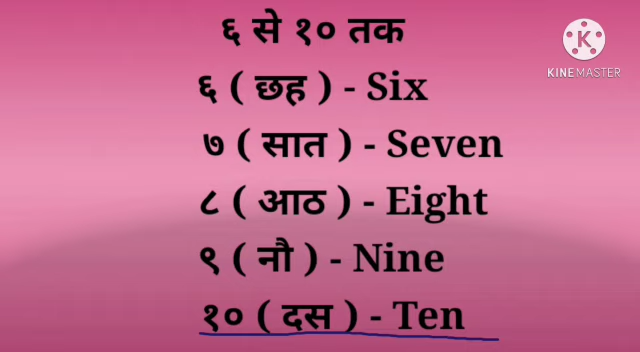 ६ से १० तक
KINEMASTER
६ ( छह ) - Six
७ ( सात ) - Seven
८ ( आठ ) - Eight
९ ( नौ ) - Nine
१० ( दस ) - Ten